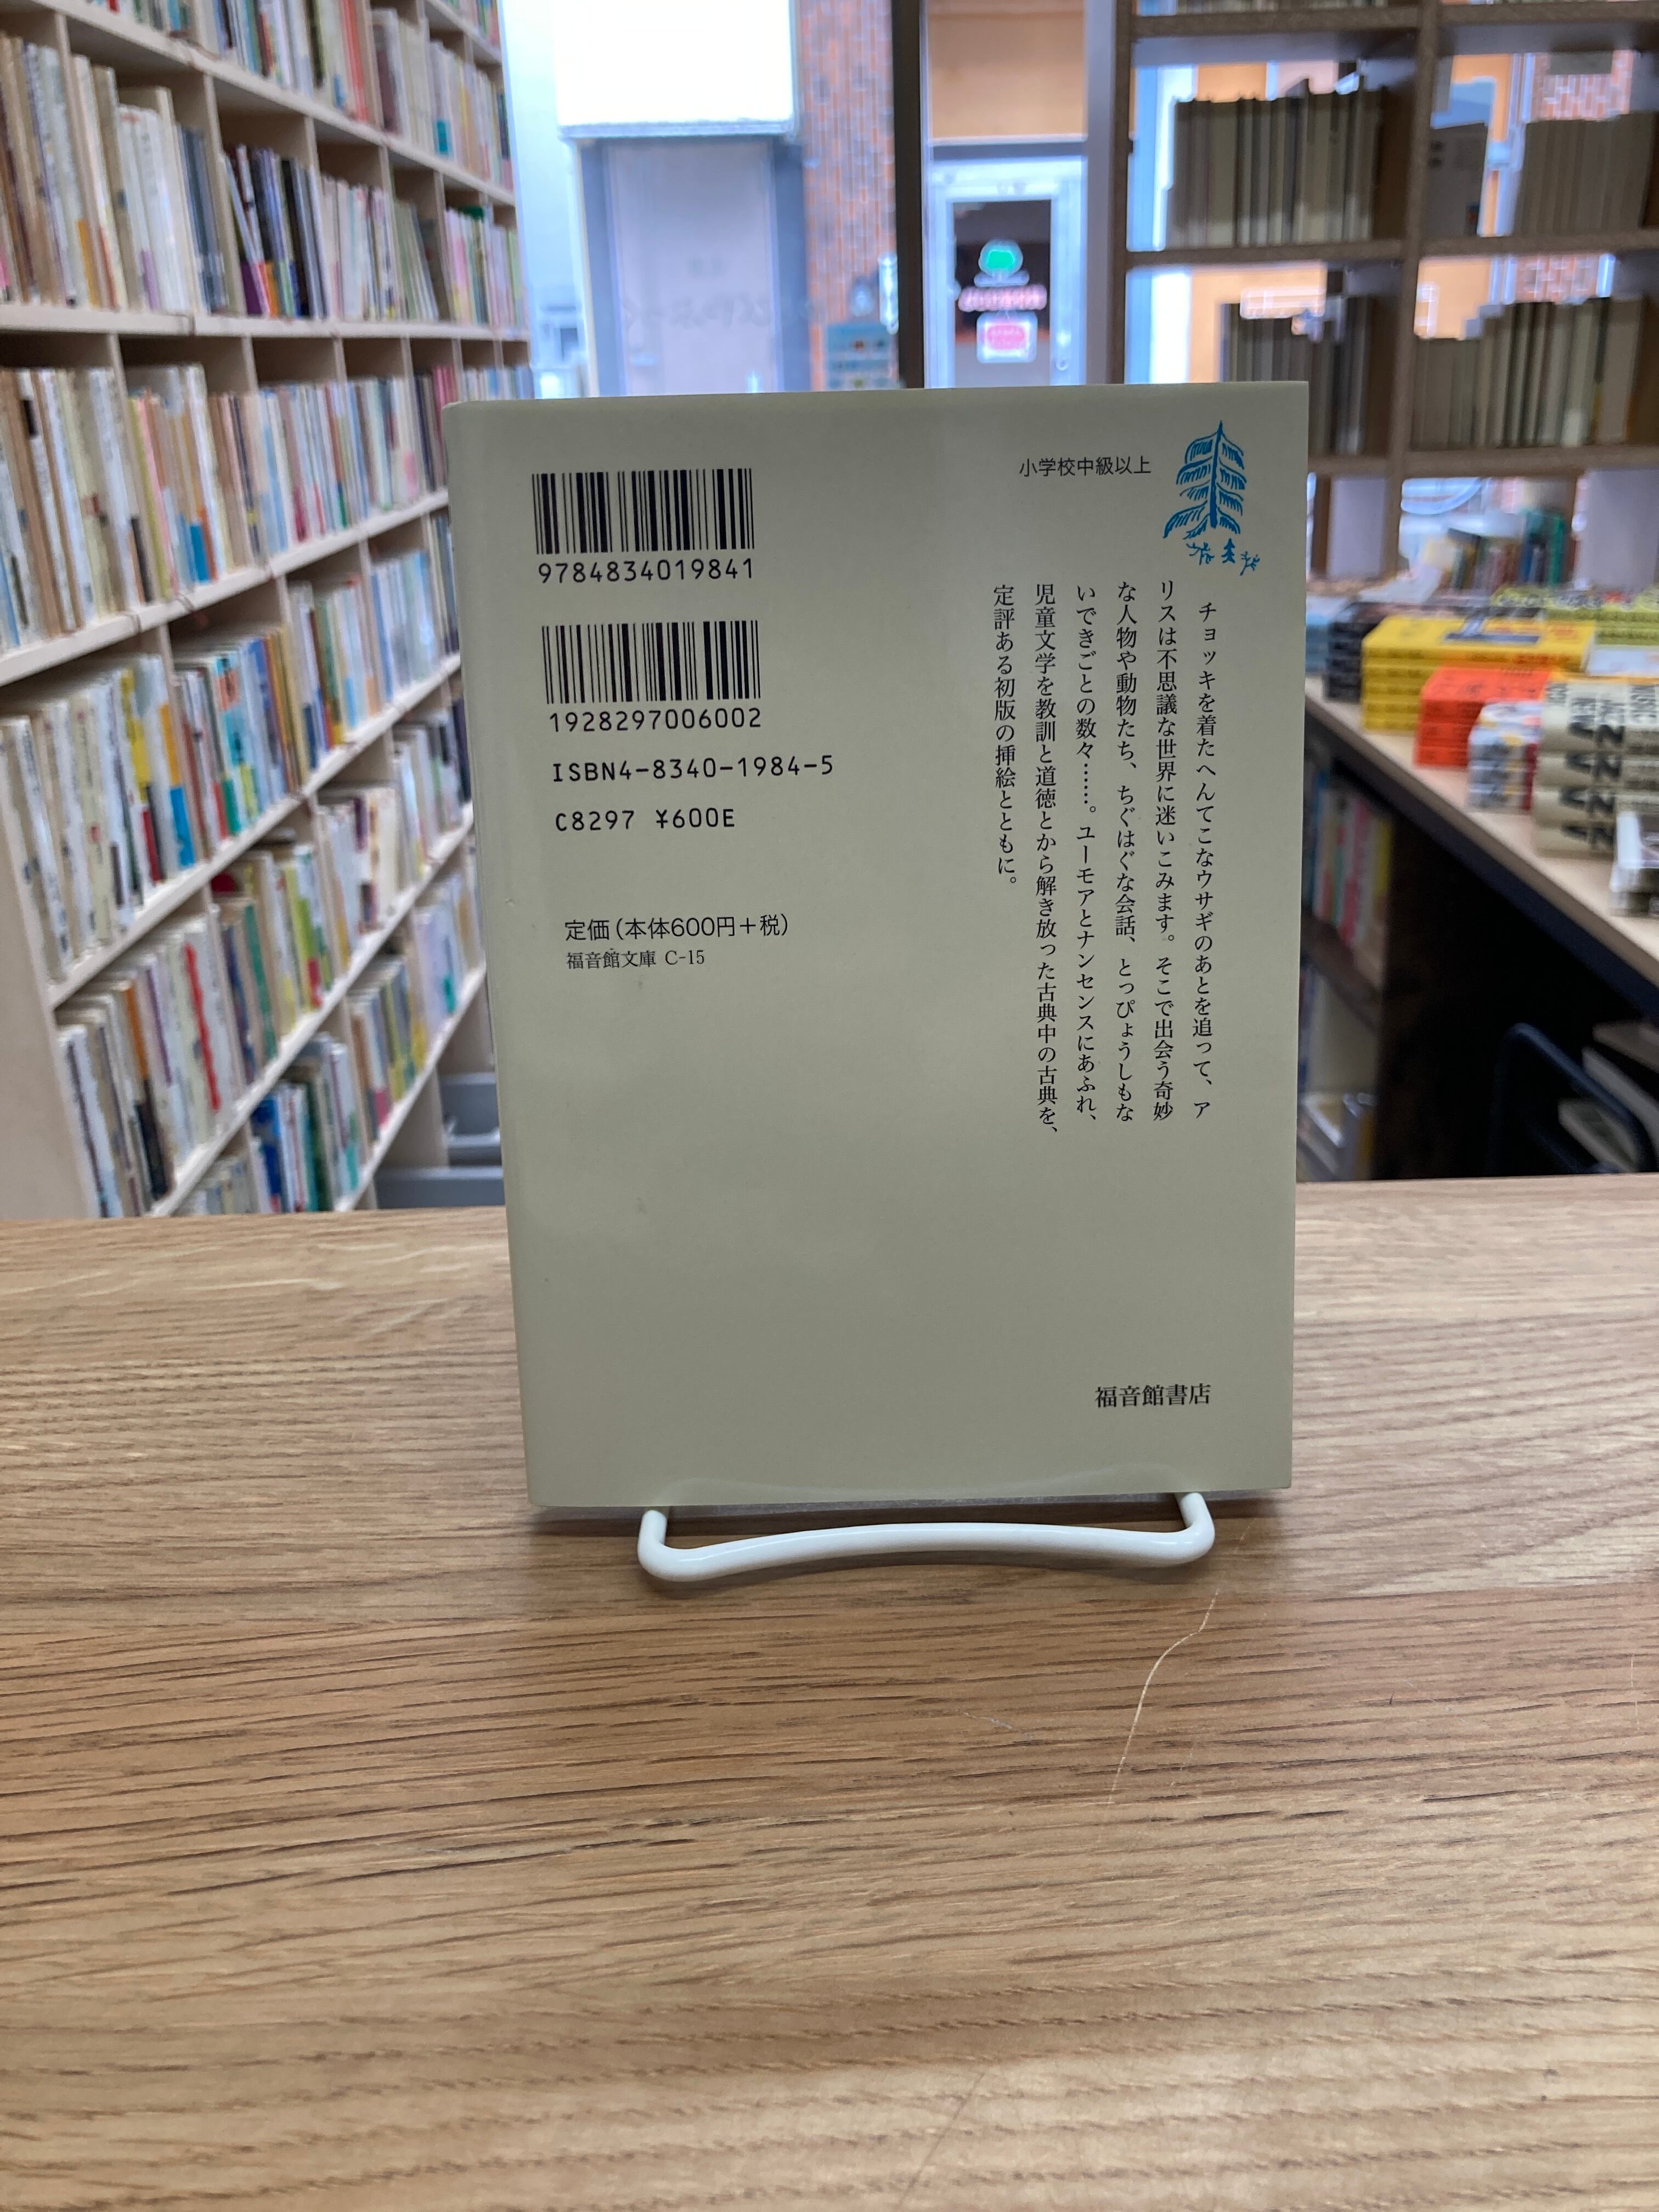 小学校中級以上
チョッキを着たへんてこなウサギのあとを追って、ア
リスは不思議な世界に迷いこみます。そこで出会う奇妙
な人物や動物たち、ちぐはぐな会話、とっぴょうしもな
いできごとの数々……。ユーモアとナンセンスにあふれ、
児童文学を教訓と道徳とから解き放った古典中の古典を、
定評ある初版の挿絵とともに。
9784834019841
1928297006002
ISBN4-8340-1984-5
C8297 ¥600E
定価(本体600円+税)
福音館文庫 C-15
福音館書店